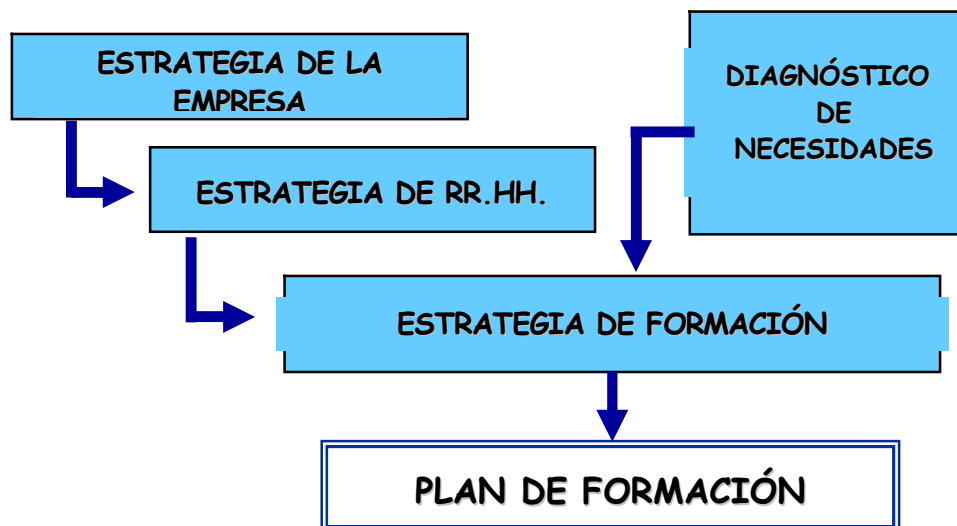 ESTRATEGIA DE LA
EMPRESA
DIAGNÓSTICO
DE
NECESIDADES
ESTRATEGIA DE RR.HH.
ESTRATEGIA DE FORMACIÓN
PLAN DE FORMACIÓN